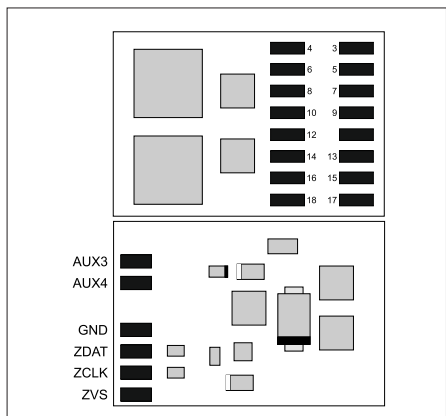 4 3
6 5
8 7
10 9
12
14 13
16 15
18 17
AUX3
AUX4
GND
ZDAT
ZCLK
ZVS